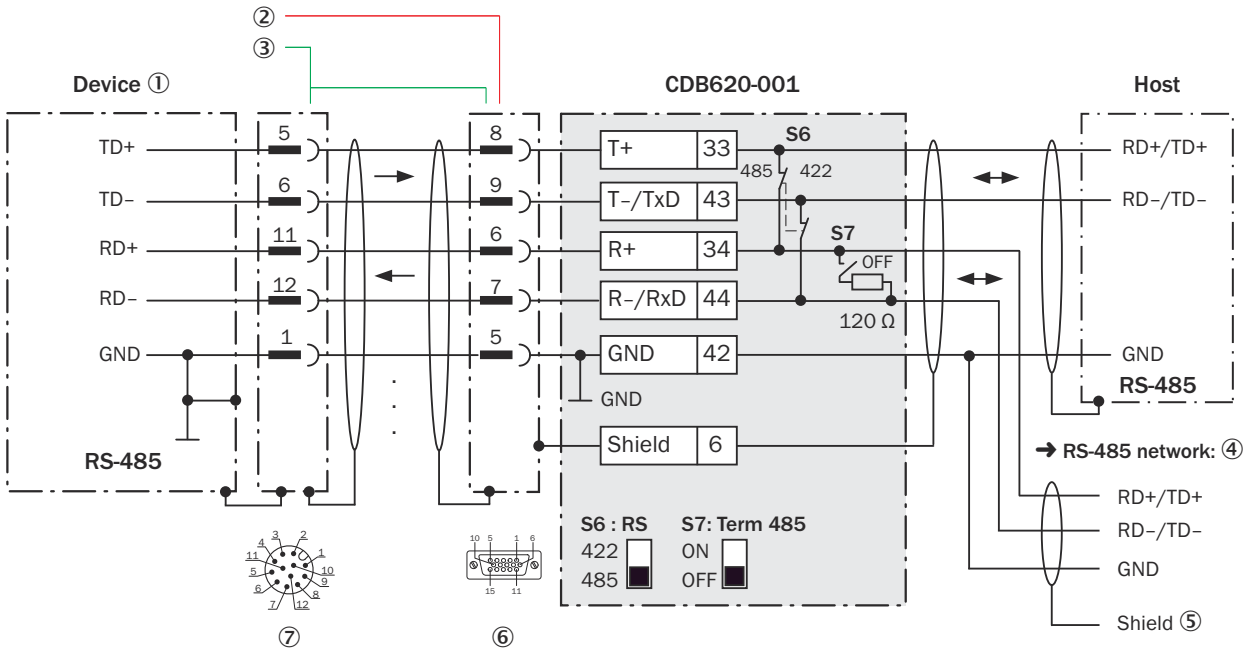 ②
③
Device ①
CDB620-001
Host
TD+ 5 8 T+ 33 S6 RD+/TD+
485 422
TD– 6 9 T–/TxD 43 RD–/TD–
RD+ 11 6 R+ 34 S7
OFF
RD– 12 7 R–/RxD 44
120 Ω
GND 1 5 GND 42 GND
RS-485
GND
Shield 6
RS-485
➔ RS-485 network: ④
RD+/TD+
RD–/TD–
GND
Shield ⑤
S6 : RS S7: Term 485
422 ON
485 OFF
3 2
4 1
11 10
5 9
6 8
7 12
10 5 1 6
15 11
⑦ ⑥